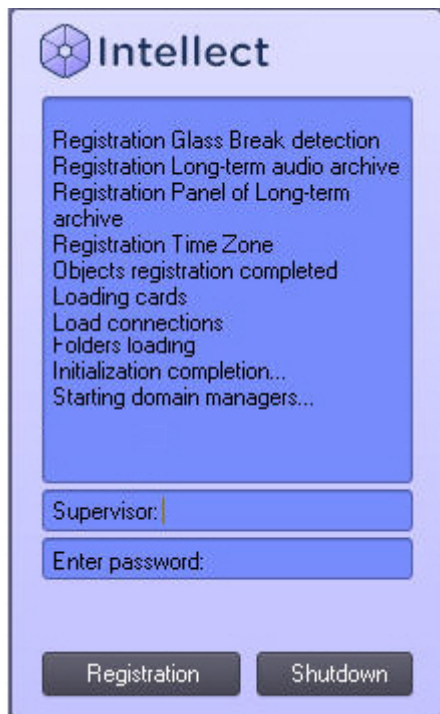 Intellect
Registration Glass Break detection
Registration Long-term audio archive
Registration Panel of Long-term
archive
Registration Time Zone
Objects registration completed
Loading cards
Load connections
Folders loading
Initialization completion...
Starting domain managers...
Supervisor:
Enter password:
Registration
Shutdown